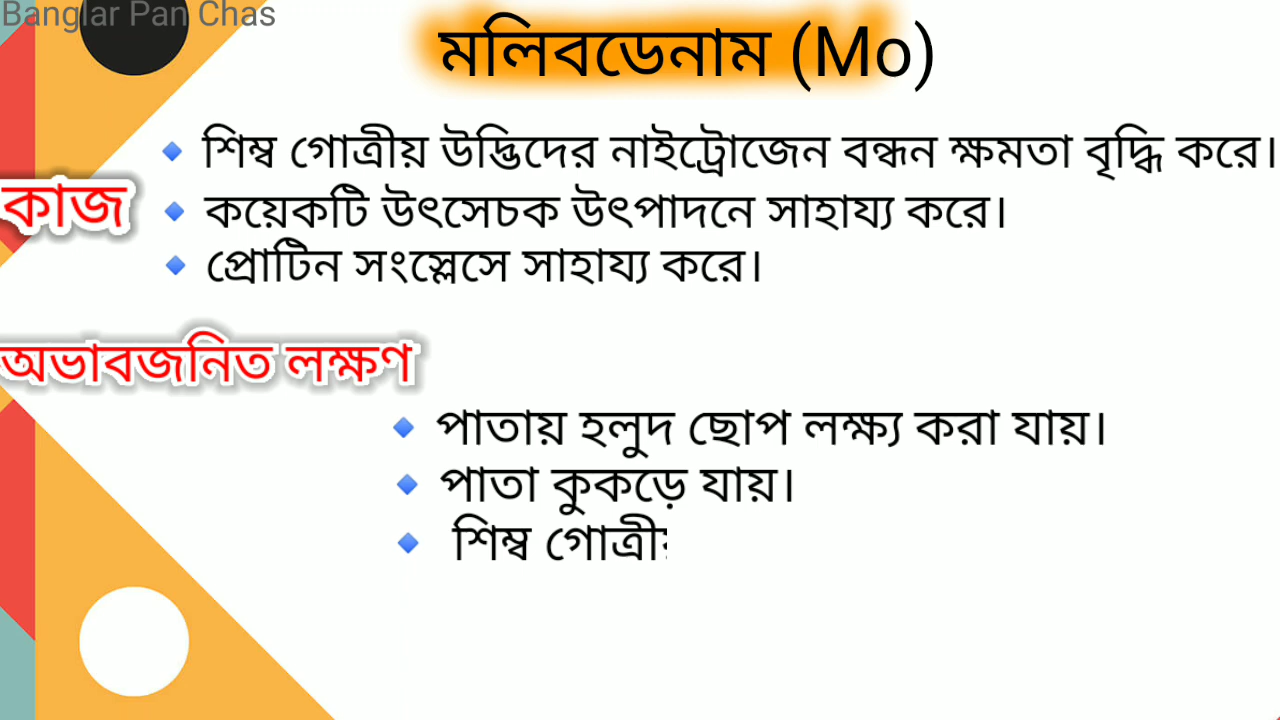 Banglar Pan Chas
মলিবডেনাম (Mo)
কাজ
🔹 শিম্ব গোত্রীয় উদ্ভিদের নাইট্রোজেন বন্ধন ক্ষমতা বৃদ্ধি করে।
🔹 কয়েকটি উৎসেচক উৎপাদনে সাহায্য করে।
🔹 প্রোটিন সংস্লেসে সাহায্য করে।
অভাবজনিত লক্ষণ
🔹 পাতায় হলুদ ছোপ লক্ষ্য করা যায়।
🔹 পাতা কুকড়ে যায়।
🔹 শিম্ব